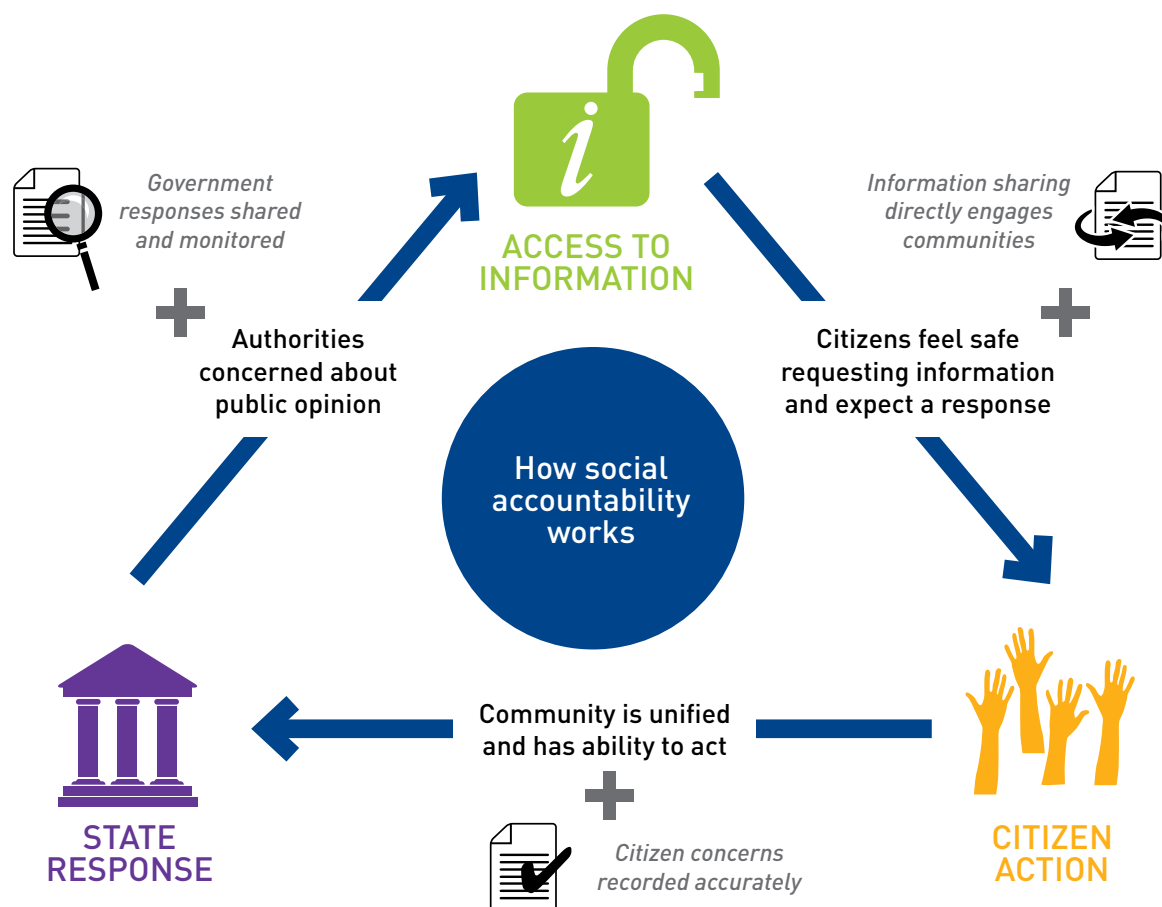 i
ACCESS TO
INFORMATION
Government
responses shared
and monitored
Information sharing
directly engages
communities
Authorities
concerned about
public opinion
Citizens feel safe
requesting information
and expect a response
How social
accountability
works
Community is unified
and has ability to act
STATE
RESPONSE
Citizen concerns
recorded accurately
CITIZEN
ACTION